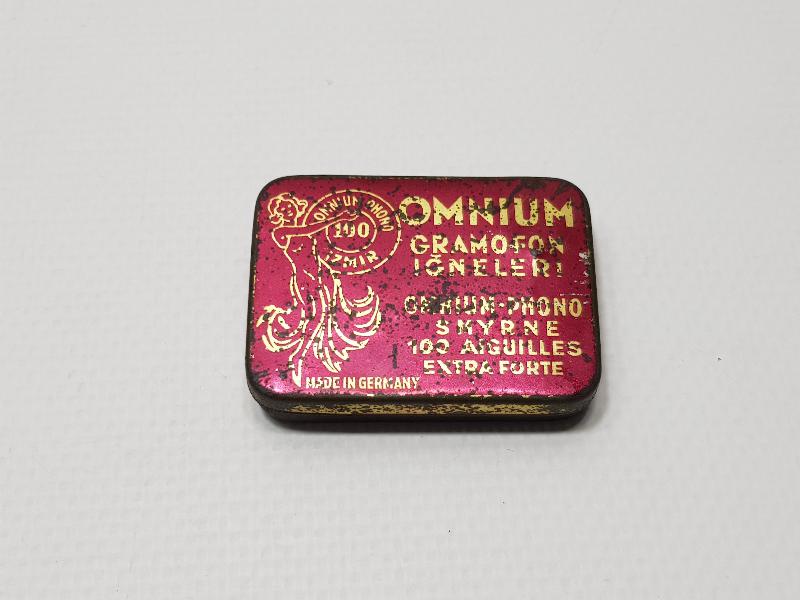 OMNIUM-PHONO
100
IZMIR
OMNIUM
GRAMOFON
IĞNELERI
OMNIUM-PHONO
SMYRNE
100 AIGUILLES
EXTRA FORTE
MADE IN GERMANY